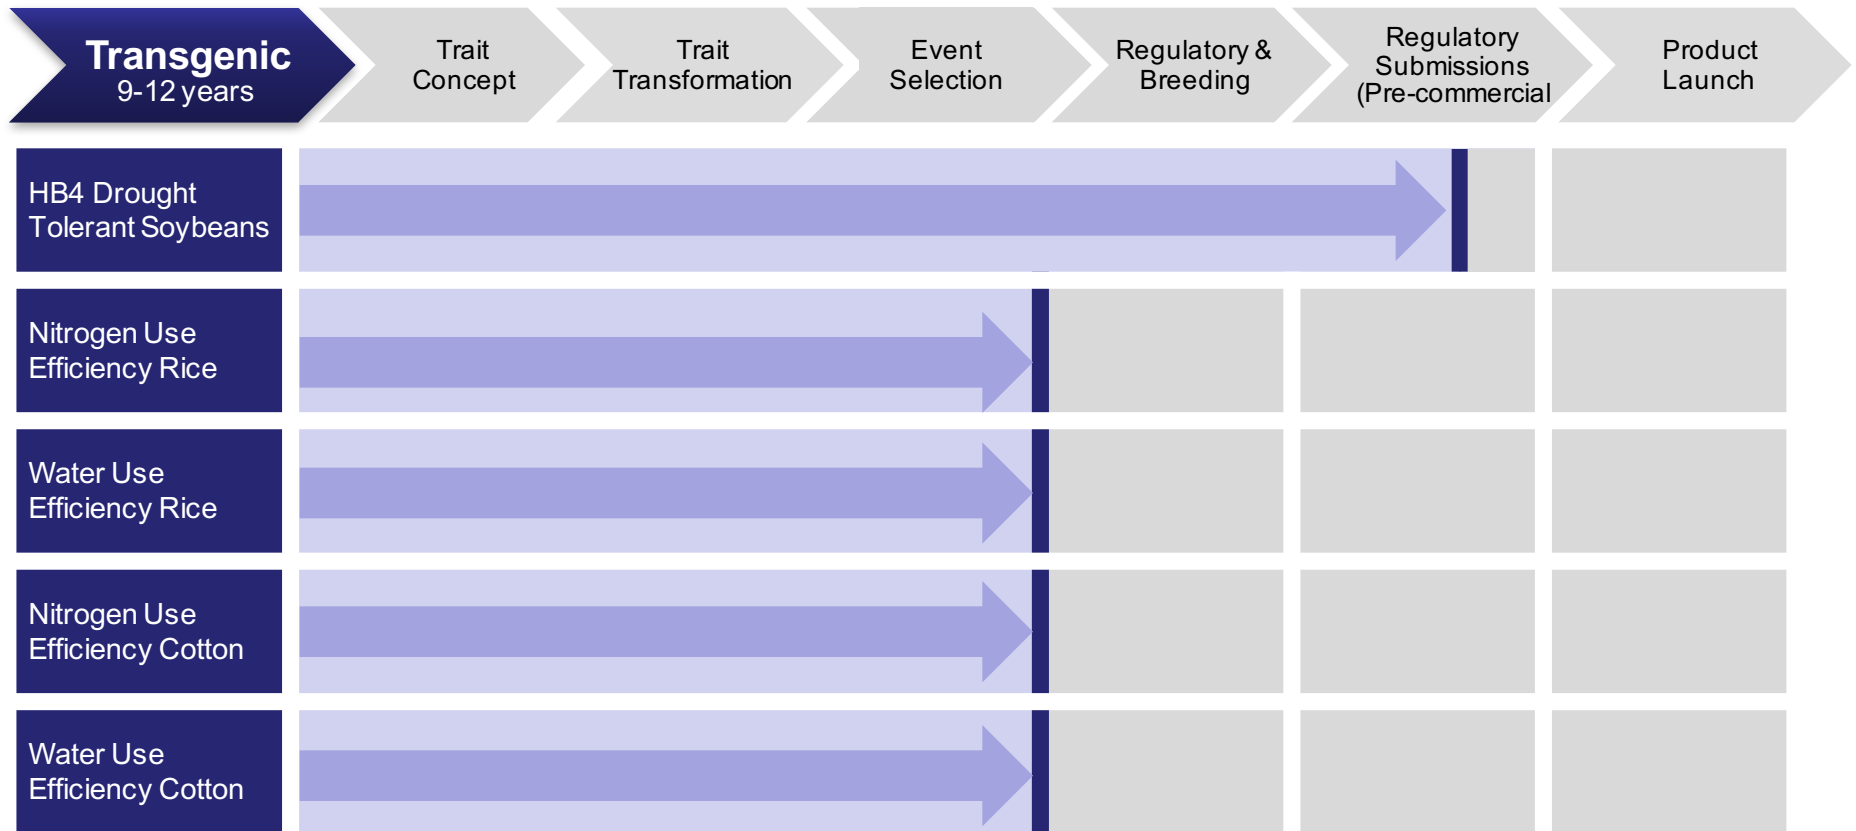 Transgenic
9-12 years
Trait
Concept
Trait
Transformation
Event
Selection
Regulatory &
Breeding
Regulatory
Submissions
(Pre-commercial
Product
Launch
HB4 Drought
Tolerant Soybeans
Nitrogen Use
Efficiency Rice
Water Use
Efficiency Rice
Nitrogen Use
Efficiency Cotton
Water Use
Efficiency Cotton